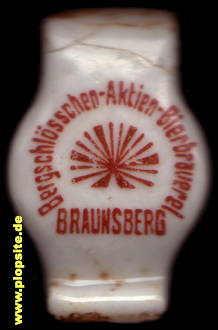 Bergschlösschen-Aktien-Bierbrauerei
BRAUNSBERG
www.plopsite.de ©